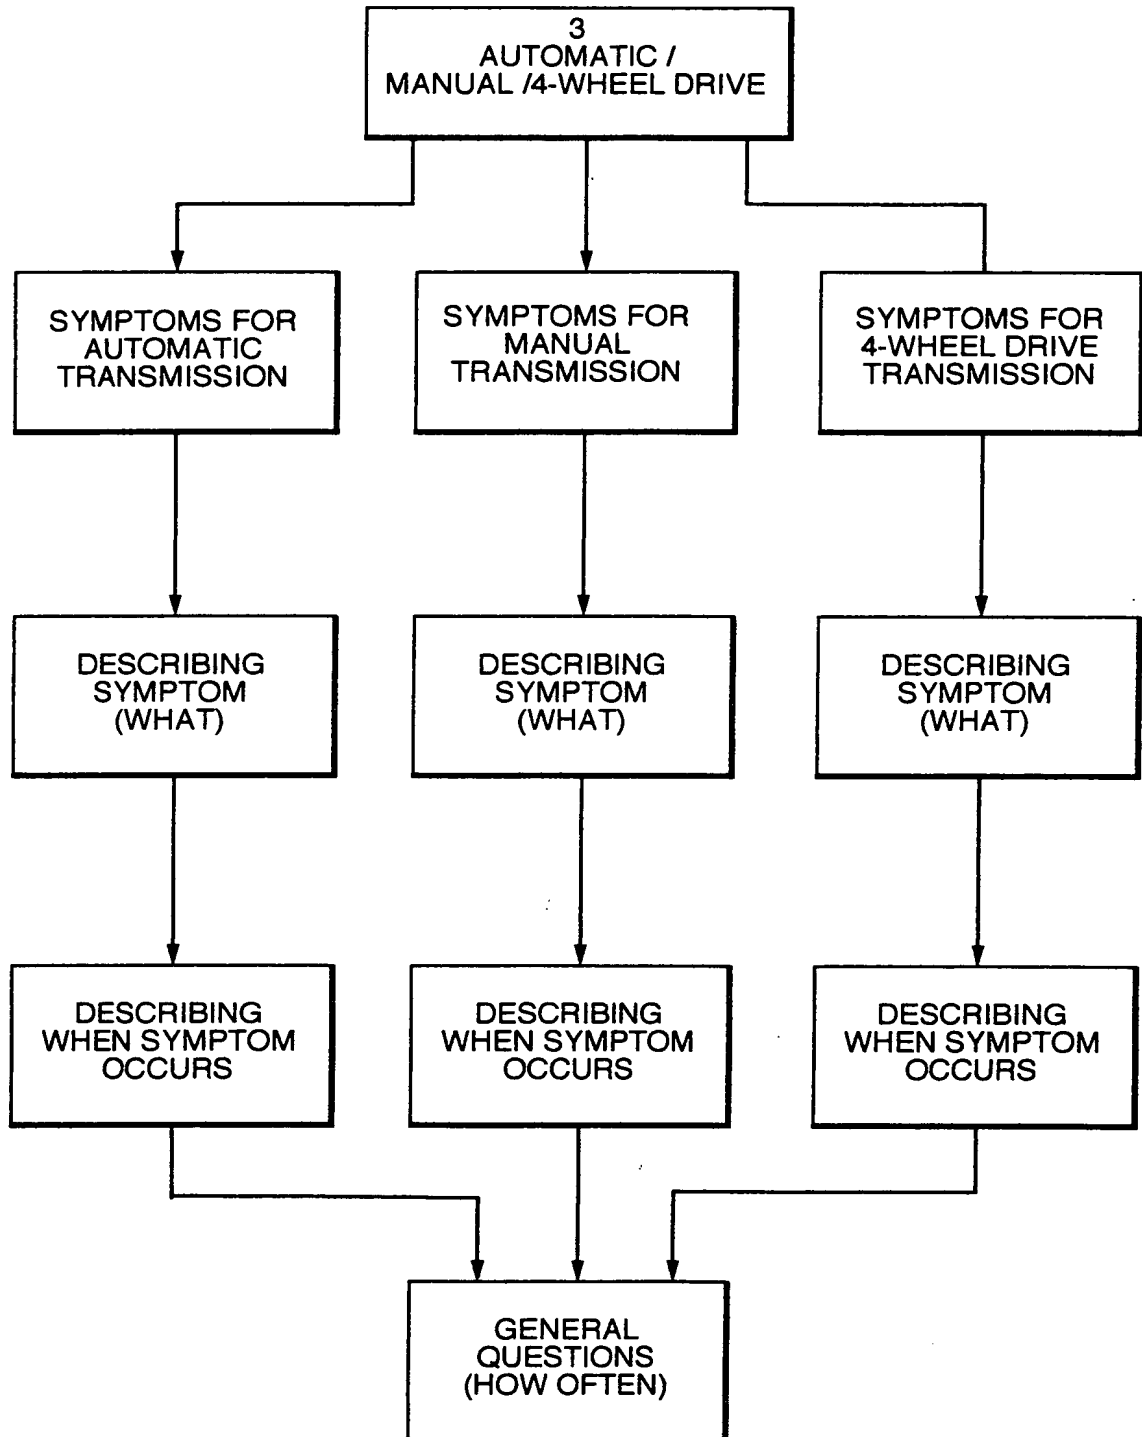 3
AUTOMATIC /
MANUAL /4-WHEEL DRIVE
SYMPTOMS FOR
AUTOMATIC
TRANSMISSION
SYMPTOMS FOR
MANUAL
TRANSMISSION
SYMPTOMS FOR
4-WHEEL DRIVE
TRANSMISSION
DESCRIBING
SYMPTOM
(WHAT)
DESCRIBING
SYMPTOM
(WHAT)
DESCRIBING
SYMPTOM
(WHAT)
DESCRIBING
WHEN SYMPTOM
OCCURS
DESCRIBING
WHEN SYMPTOM
OCCURS
DESCRIBING
WHEN SYMPTOM
OCCURS
GENERAL
QUESTIONS
(HOW OFTEN)